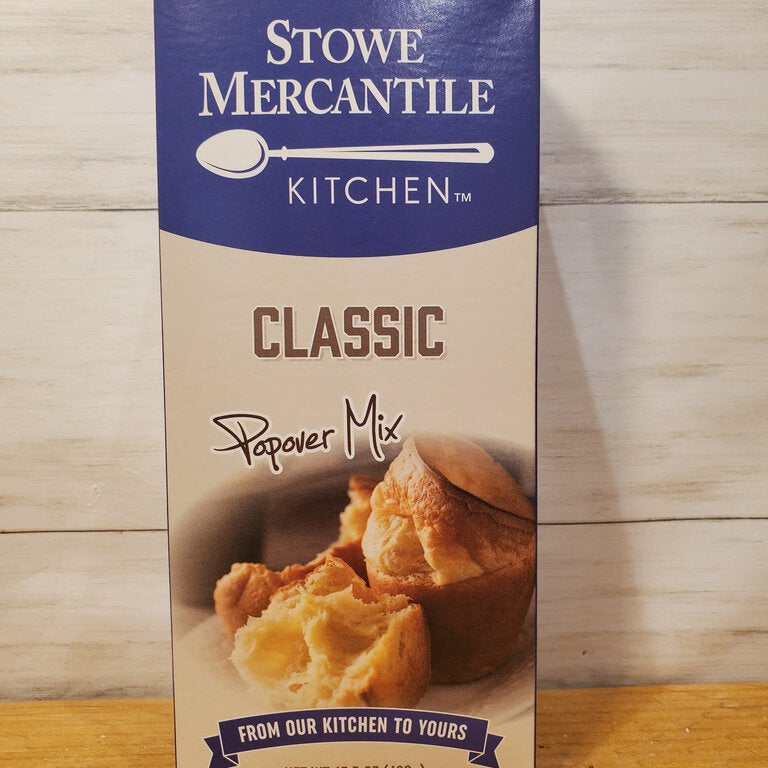 STOWE
MERCANTILE
KITCHEN™
CLASSIC
Popover Mix
FROM OUR KITCHEN TO YOURS